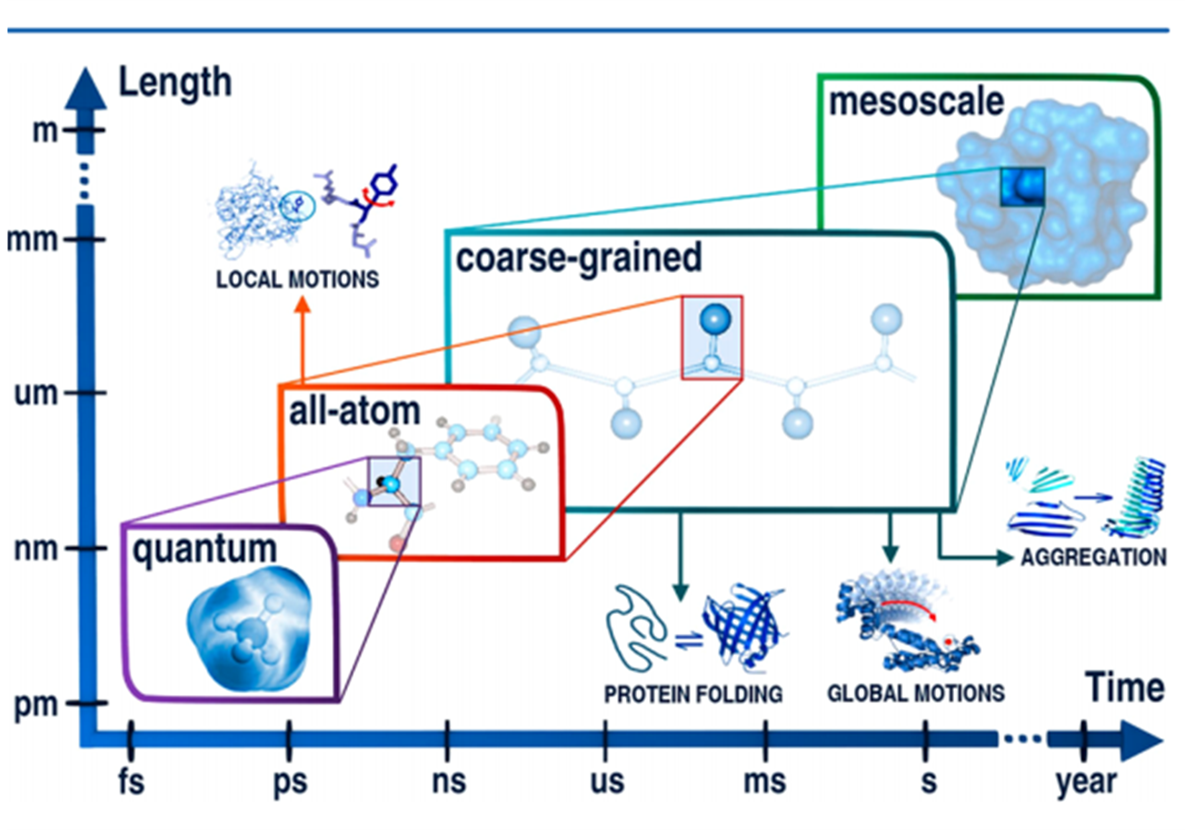 Length
m
mm
um
nm
pm
mesoscale
coarse-grained
LOCAL MOTIONS
all-atom
quantum
AGGREGATION
PROTEIN FOLDING
GLOBAL MOTIONS
Time
fs
ps
ns
us
ms
s
year